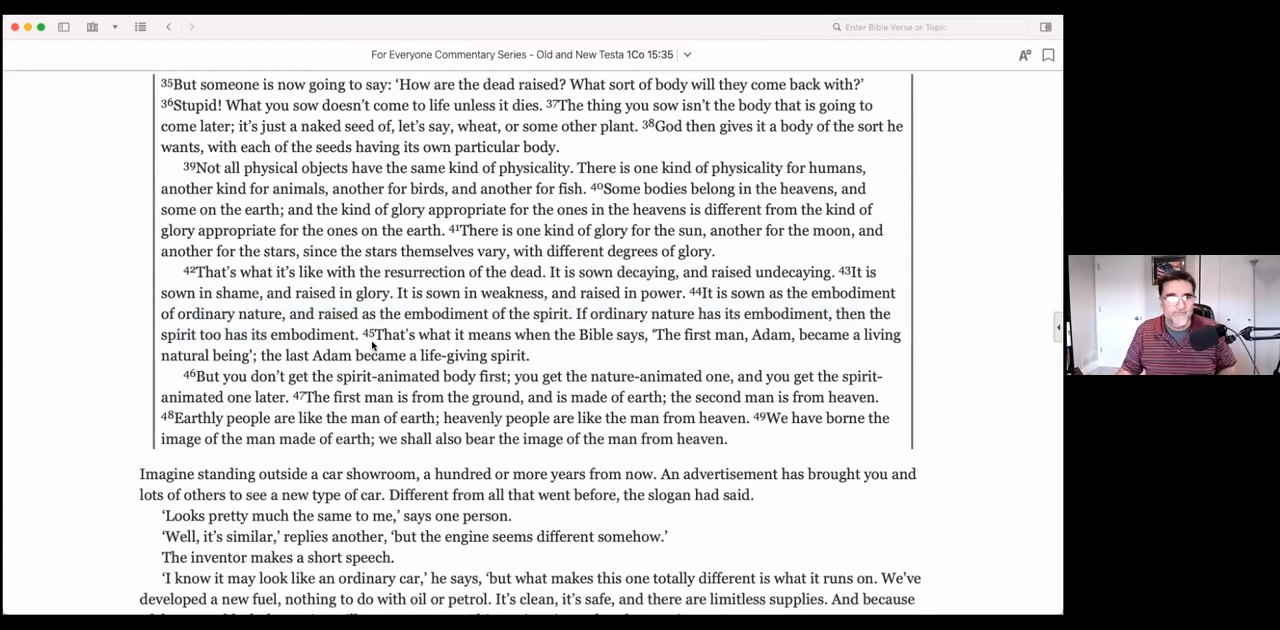 Enter Bible Verse or Topic
For Everyone Commentary Series - Old and New Testa 1Co 15:35
³⁵But someone is now going to say: ‘How are the dead raised? What sort of body will they come back with?’
³⁶Stupid! What you sow doesn’t come to life unless it dies. ³⁷The thing you sow isn’t the body that is going to
come later; it’s just a naked seed of, let’s say, wheat, or some other plant. ³⁸God then gives it a body of the sort he
wants, with each of the seeds having its own particular body.
³⁹Not all physical objects have the same kind of physicality. There is one kind of physicality for humans,
another kind for animals, another for birds, and another for fish. ⁴⁰Some bodies belong in the heavens, and
some on the earth; and the kind of glory appropriate for the ones in the heavens is different from the kind of
glory appropriate for the ones on the earth. ⁴¹There is one kind of glory for the sun, another for the moon, and
another for the stars, since the stars themselves vary, with different degrees of glory.
⁴²That’s what it’s like with the resurrection of the dead. It is sown decaying, and raised undecaying. ⁴³It is
sown in shame, and raised in glory. It is sown in weakness, and raised in power. ⁴⁴It is sown as the embodiment
of ordinary nature, and raised as the embodiment of the spirit. If ordinary nature has its embodiment, then the
spirit too has its embodiment. ⁴⁵That’s what it means when the Bible says, ‘The first man, Adam, became a living
natural being’; the last Adam became a life-giving spirit.
⁴⁶But you don’t get the spirit-animated body first; you get the nature-animated one, and you get the spirit-
animated one later. ⁴⁷The first man is from the ground, and is made of earth; the second man is from heaven.
⁴⁸Earthly people are like the man of earth; heavenly people are like the man from heaven. ⁴⁹We have borne the
image of the man made of earth; we shall also bear the image of the man from heaven.
Imagine standing outside a car showroom, a hundred or more years from now. An advertisement has brought you and
lots of others to see a new type of car. Different from all that went before, the slogan had said.
‘Looks pretty much the same to me,’ says one person.
‘Well, it’s similar,’ replies another, ‘but the engine seems different somehow.’
The inventor makes a short speech.
‘I know it may look like an ordinary car,’ he says, ‘but what makes this one totally different is what it runs on. We’ve
developed a new fuel, nothing to do with oil or petrol. It’s clean, it’s safe, and there are limitless supplies. And because